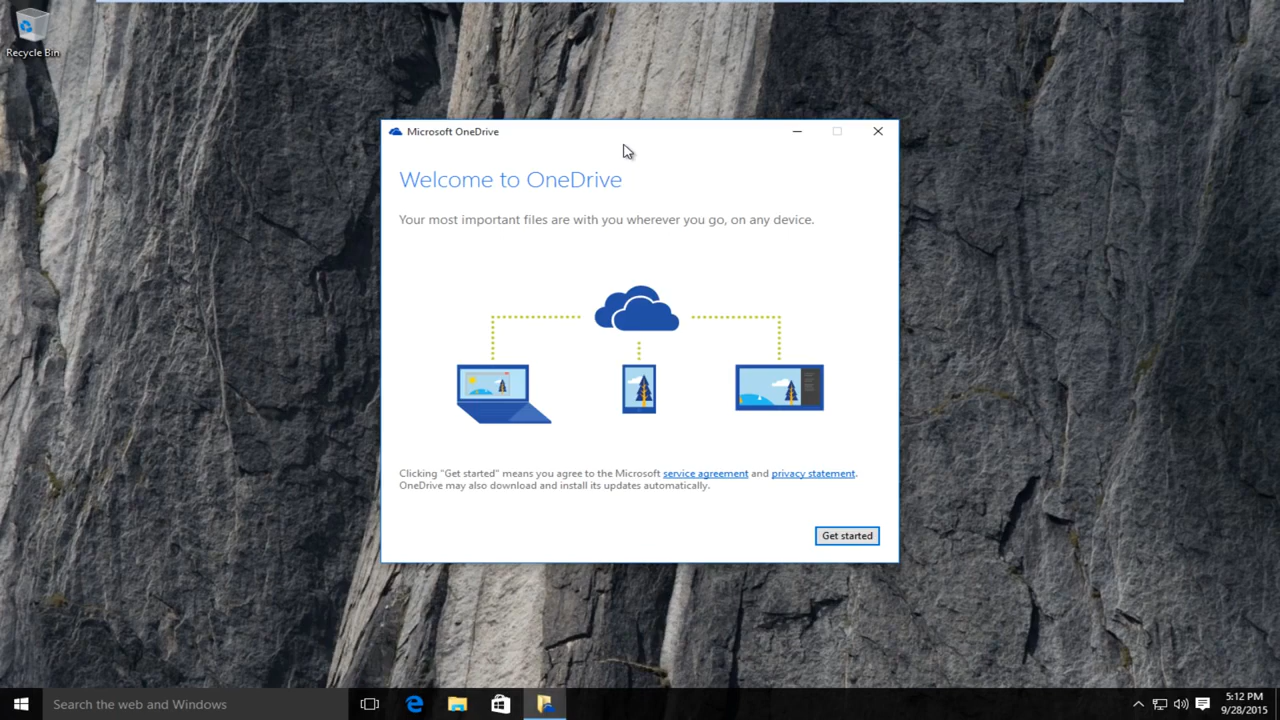 Recycle Bin
Microsoft OneDrive
Welcome to OneDrive
Your most important files are with you wherever you go, on any device.
Clicking "Get started" means you agree to the Microsoft service agreement and privacy statement.
OneDrive may also download and install its updates automatically.
Get started
Search the web and Windows
5:12 PM
9/28/2015